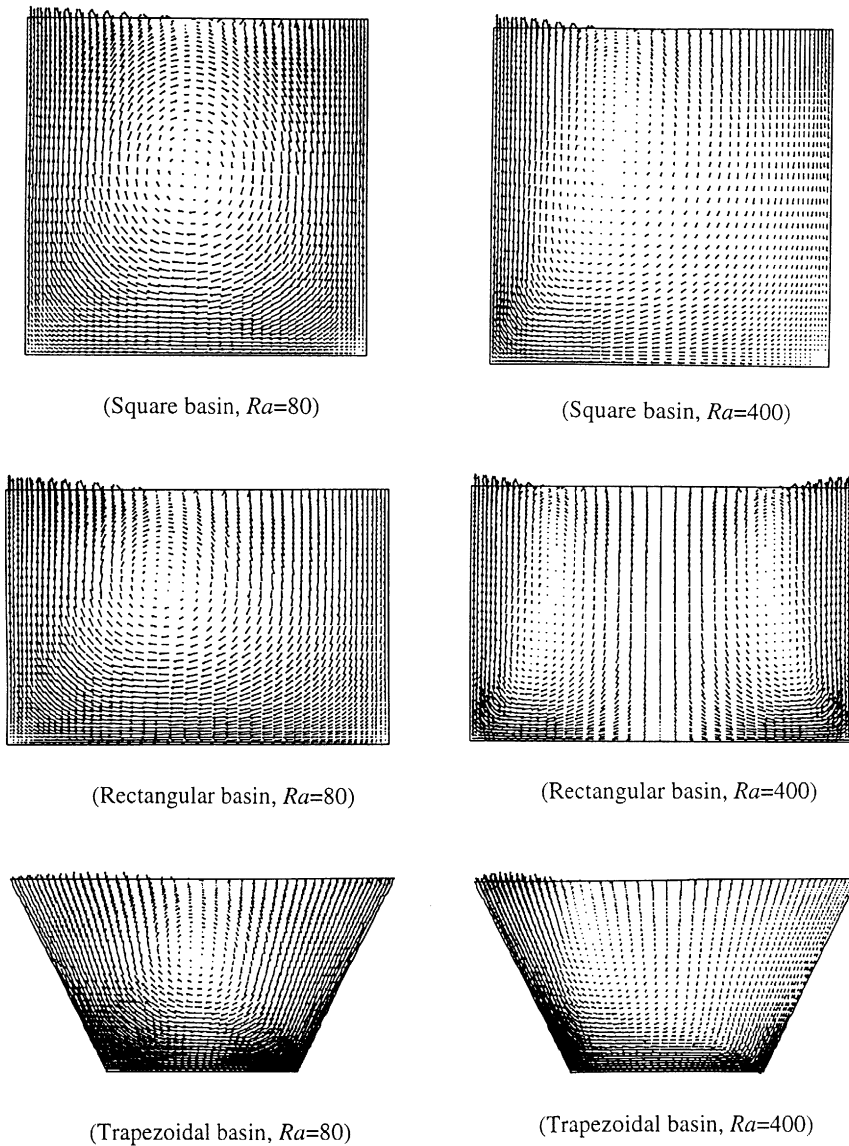 (Square basin, Ra=80)
(Square basin, Ra=400)
(Rectangular basin, Ra=80)
(Rectangular basin, Ra=400)
(Trapezoidal basin, Ra=80)
(Trapezoidal basin, Ra=400)